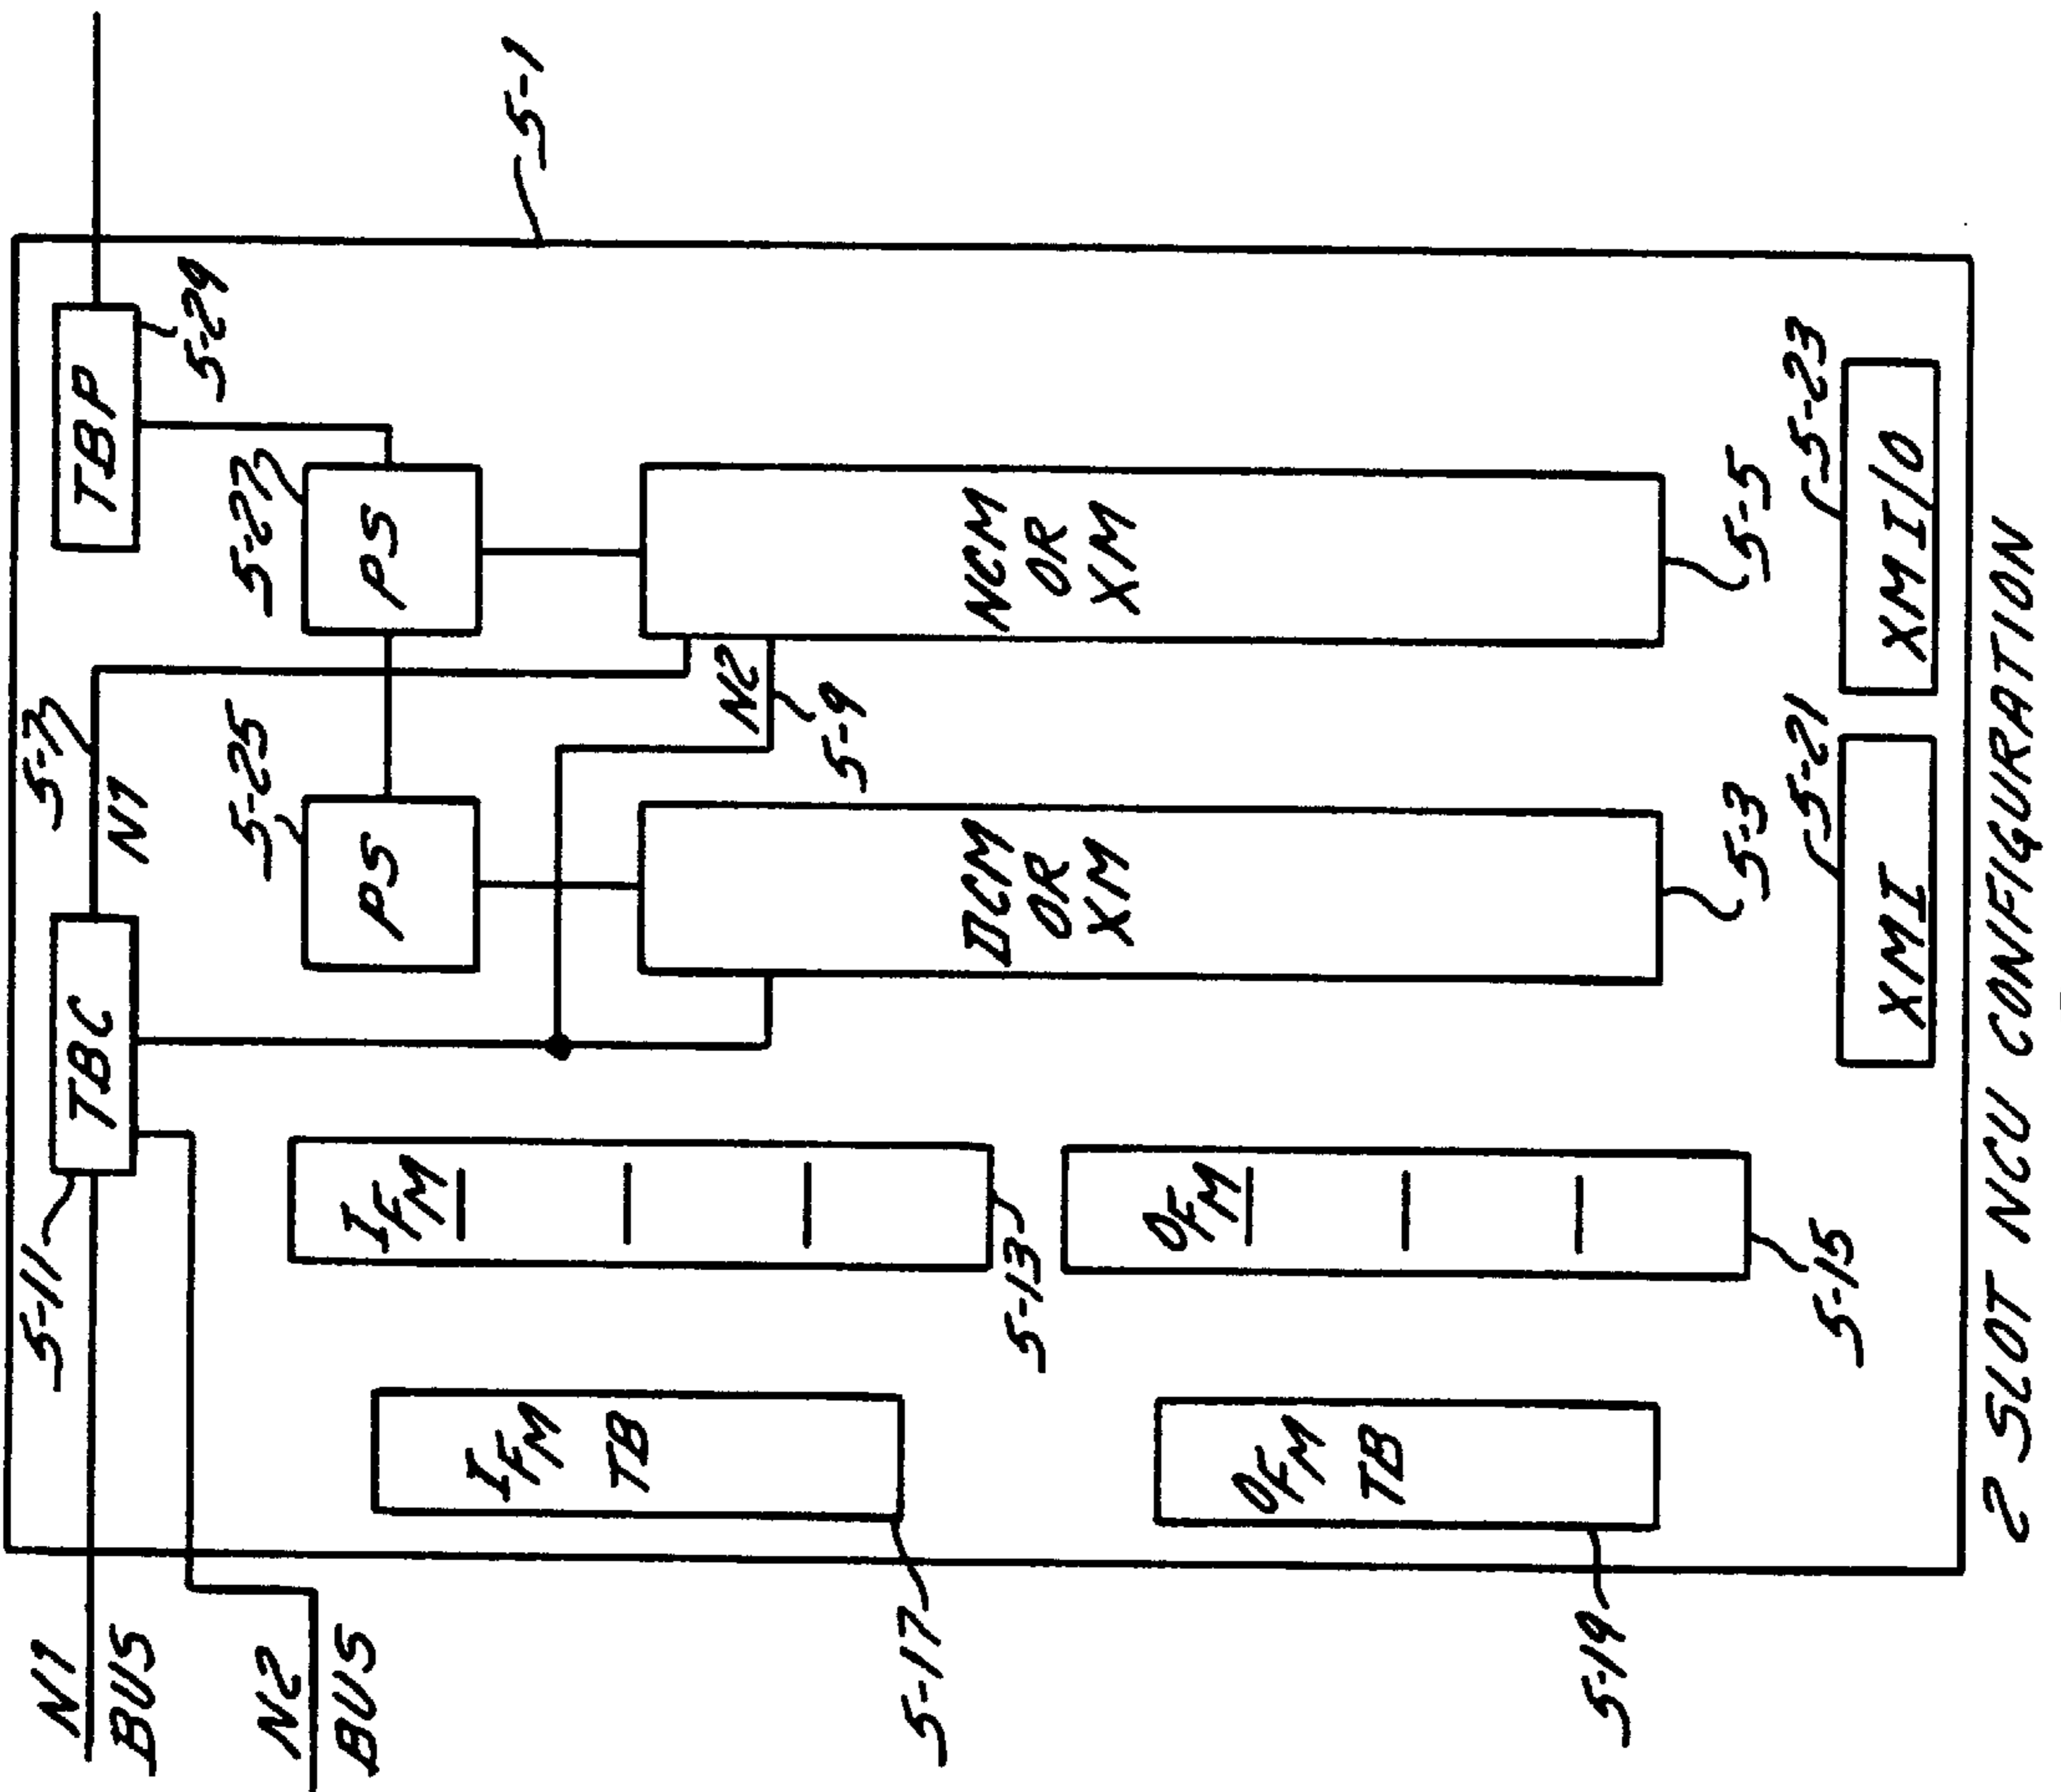 N1
BUS
5-11
TBC
5-7
N1
TBP
5-29
5-1
N2
BUS
5-25
PS
5-27
PS
IFM
IFM
TB
N2
5-9
5-17
5-13
DCM
OR
XM
NCM
OR
XM
OFM
OFM
TB
5-19
5-15
5-3
5-5
5-21
XMI
5-23
XMI/O
2 SLOT NCU CONFIGURATION